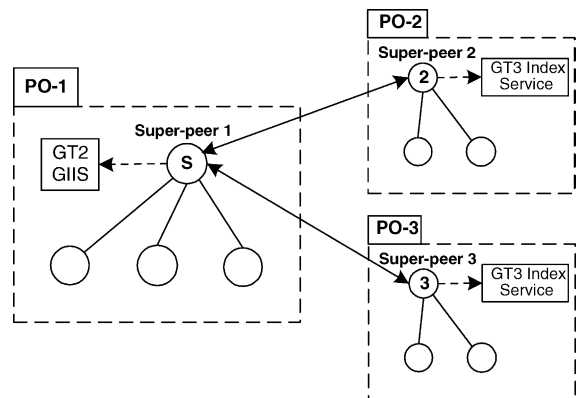 PO-1
Super-peer 1
S
GT2
GIIS
PO-2
Super-peer 2
2
GT3 Index
Service
PO-3
Super-peer 3
3
GT3 Index
Service